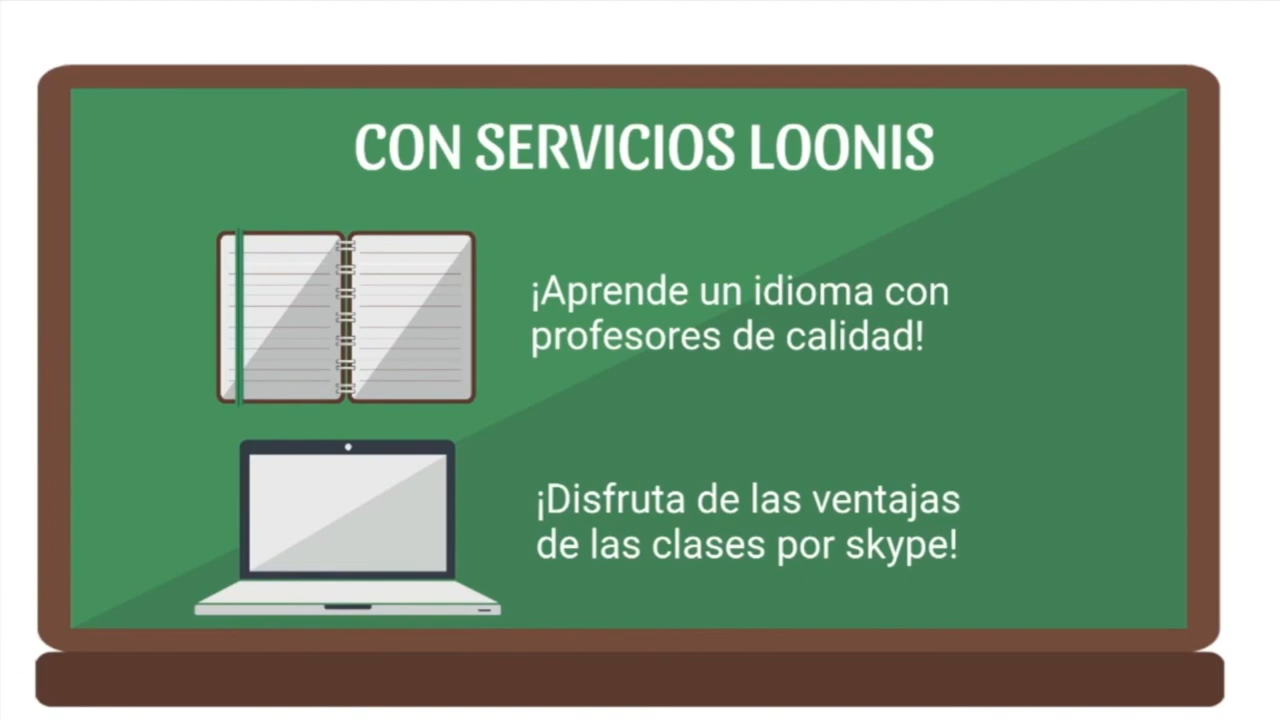 CON SERVICIOS LOONIS
¡Aprende un idioma con
profesores de calidad!
¡Disfruta de las ventajas
de las clases por skype!